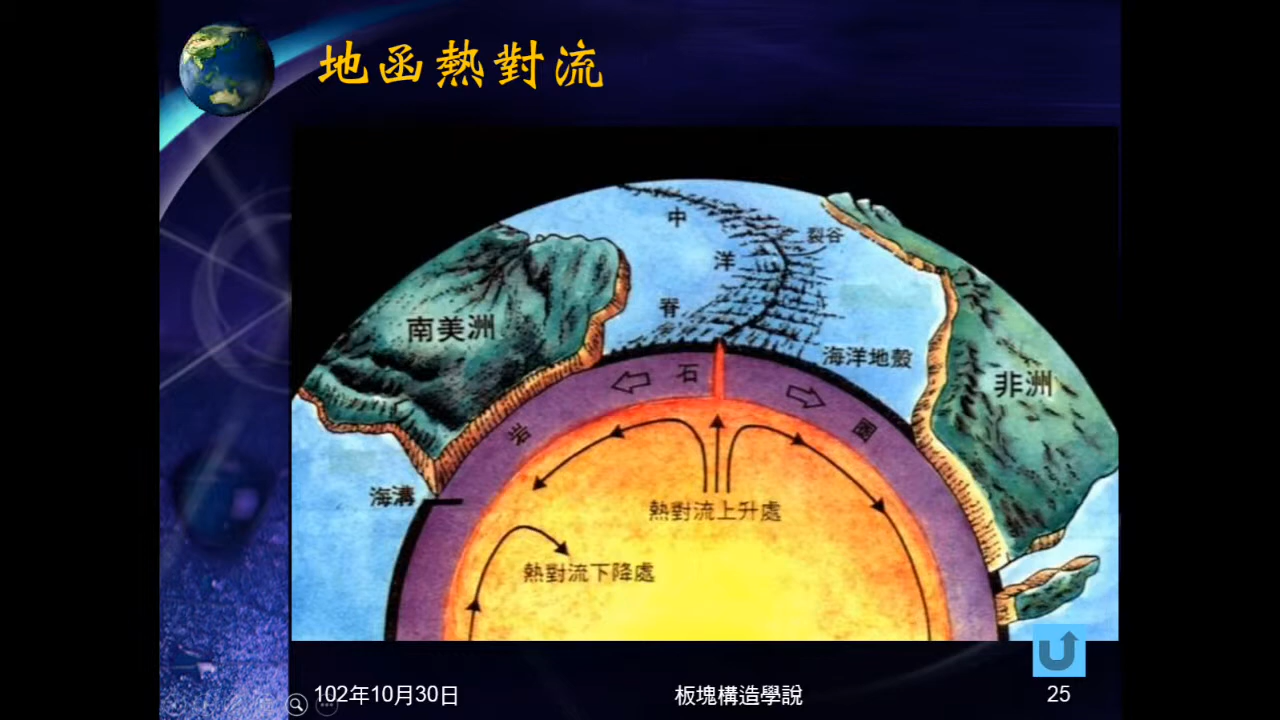 地函熱對流
中
洋
脊
裂谷
南美洲
海洋地殼
非洲
岩
石
圈
海溝
熱對流上升處
熱對流下降處
102年10月30日
板塊構造學說
25